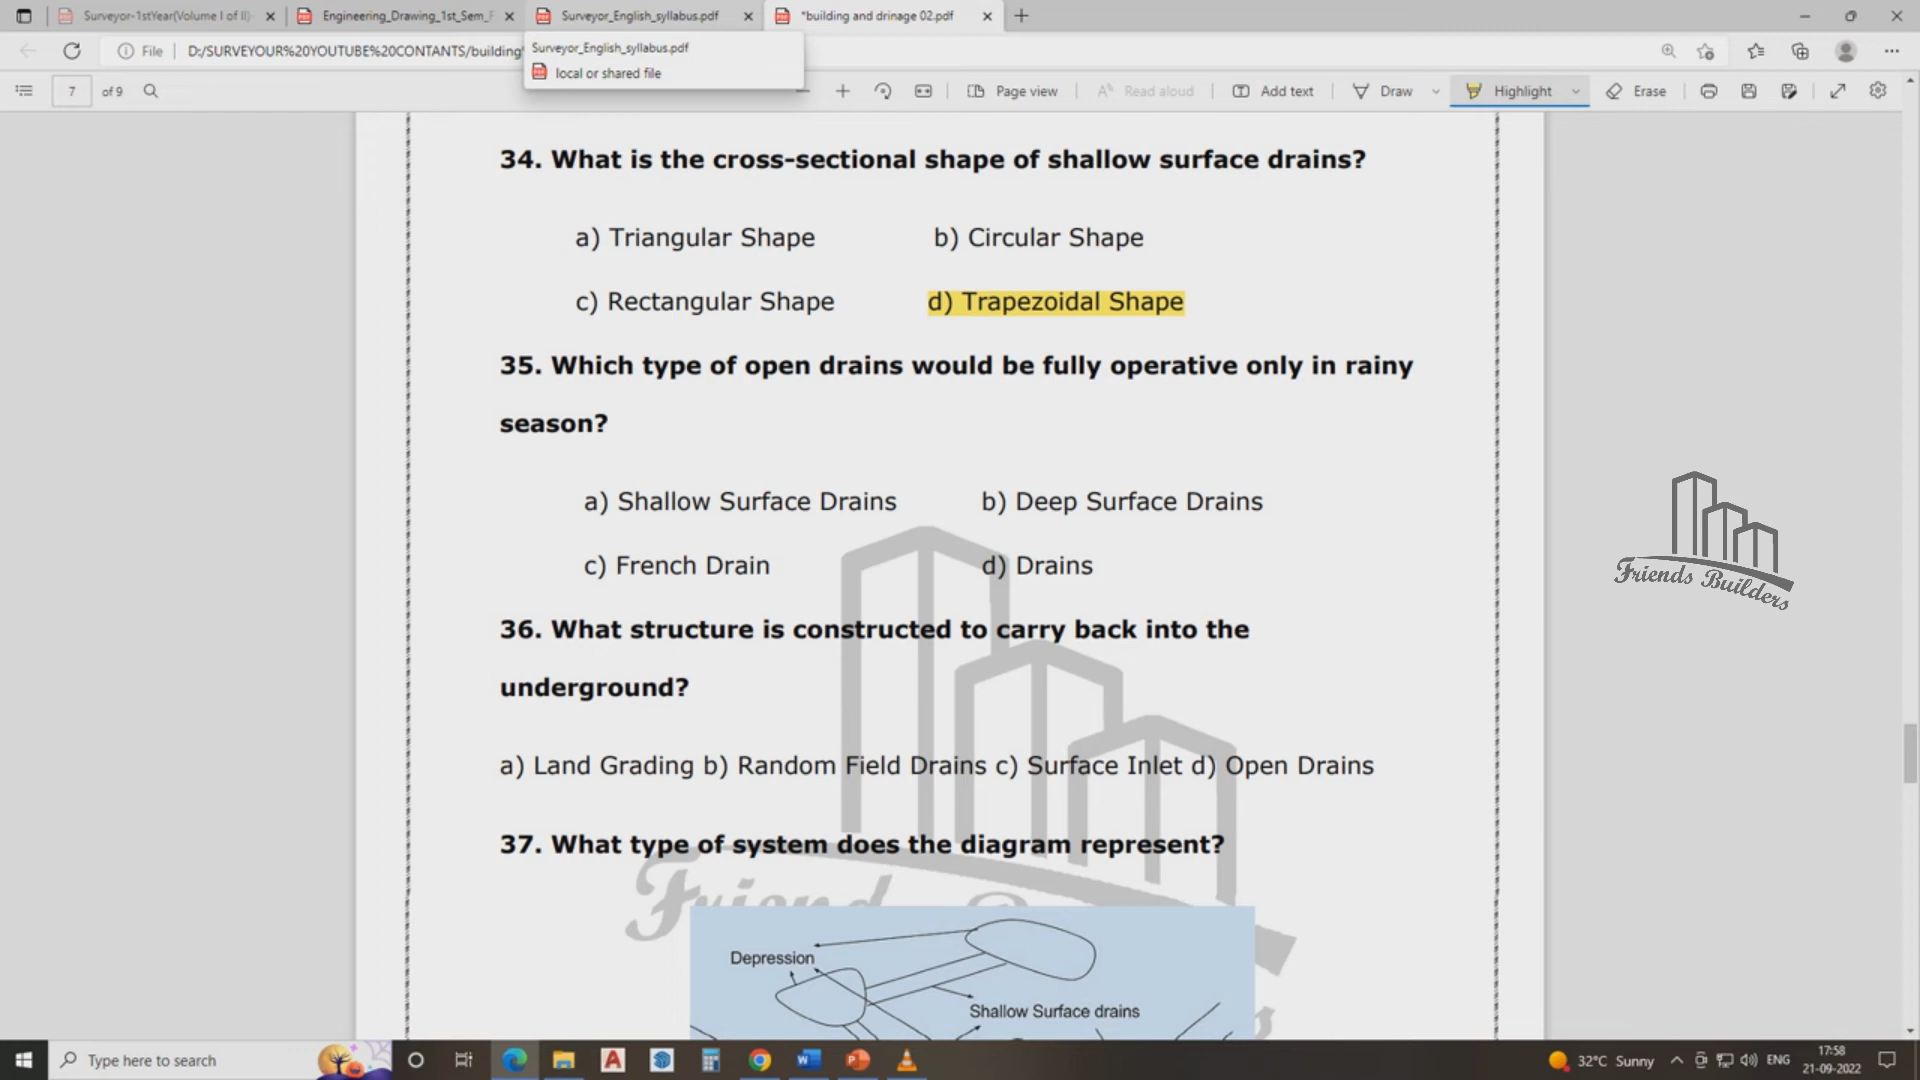 Surveyor-1stYear(Volume I of II)-
Engineering_Drawing_1st_Sem_F
Surveyor_English_syllabus.pdf
*building and drinage 02.pdf
File
D:/SURVEYOUR%20YOUTUBE%20CONTANTS/building
Surveyor_English_syllabus.pdf
local or shared file
7 of 9
Page view
Read aloud
Add text
Draw
Highlight
Erase
34. What is the cross-sectional shape of shallow surface drains?
a) Triangular Shape b) Circular Shape
c) Rectangular Shape d) Trapezoidal Shape
35. Which type of open drains would be fully operative only in rainy
season?
a) Shallow Surface Drains b) Deep Surface Drains
c) French Drain d) Drains
Friends Builders
36. What structure is constructed to carry back into the
underground?
a) Land Grading b) Random Field Drains c) Surface Inlet d) Open Drains
37. What type of system does the diagram represent?
Depression
Shallow Surface drains
Type here to search
32°C Sunny
ENG
17:58
21-09-2022